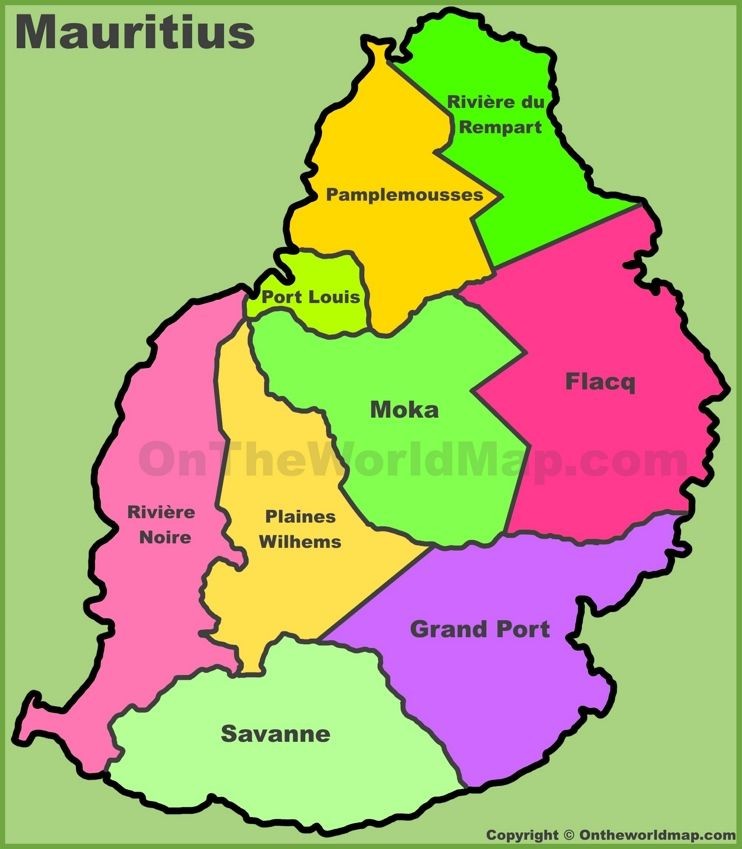 Mauritius
Rivière du
Rempart
Pamplemousses
Port Louis
Flacq
Moka
OnTheWorldMap.com
Rivière
Noire
Plaines
Wilhems
Grand Port
Savanne
Copyright © Ontheworldmap.com